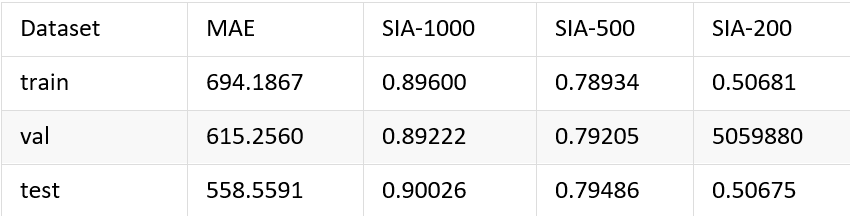 Dataset MAE SIA-1000 SIA-500 SIA-200
train 694.1867 0.89600 0.78934 0.50681
val 615.2560 0.89222 0.79205 5059880
test 558.5591 0.90026 0.79486 0.50675